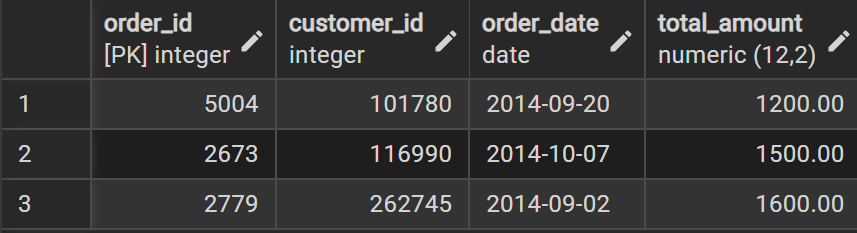 order_id customer_id order_date total_amount
[PK] integer integer date numeric (12,2)
1 5004 101780 2014-09-20 1200.00
2 2673 116990 2014-10-07 1500.00
3 2779 262745 2014-09-02 1600.00